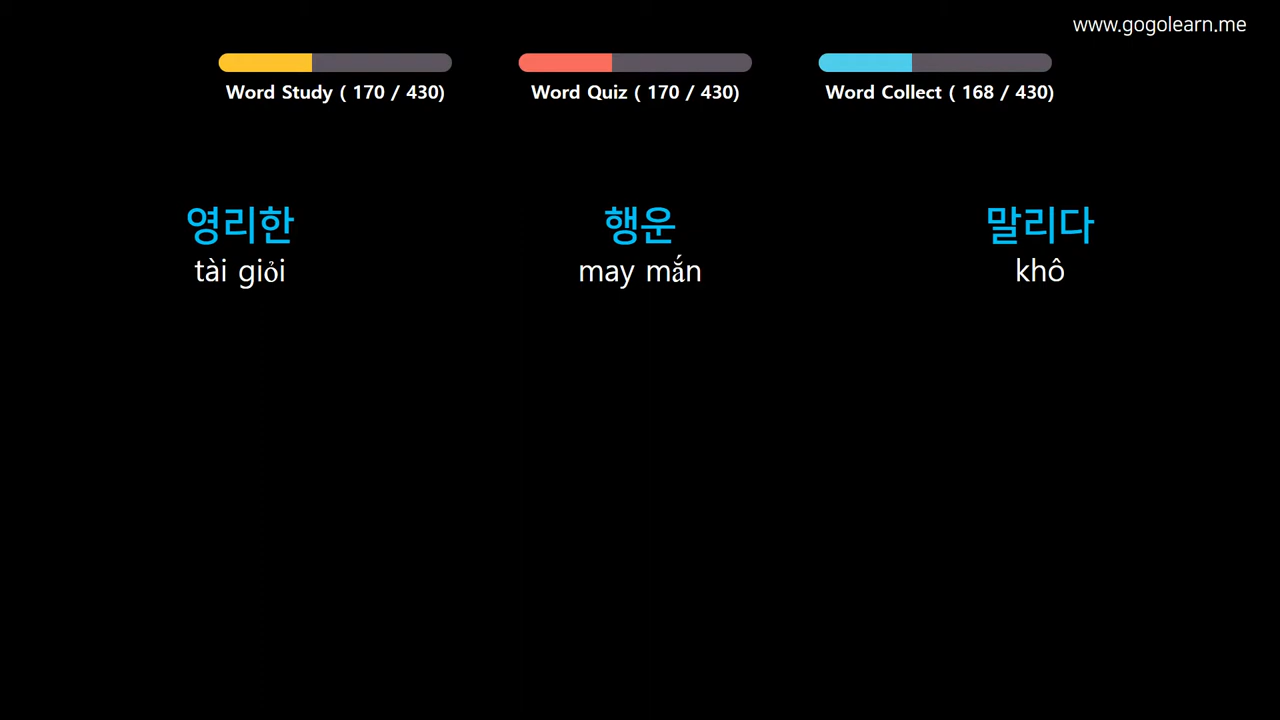 www.gogolearn.me
Word Study ( 170 / 430)
Word Quiz ( 170 / 430)
Word Collect ( 168 / 430)
영리한
tài giỏi
행운
may mắn
말리다
khô